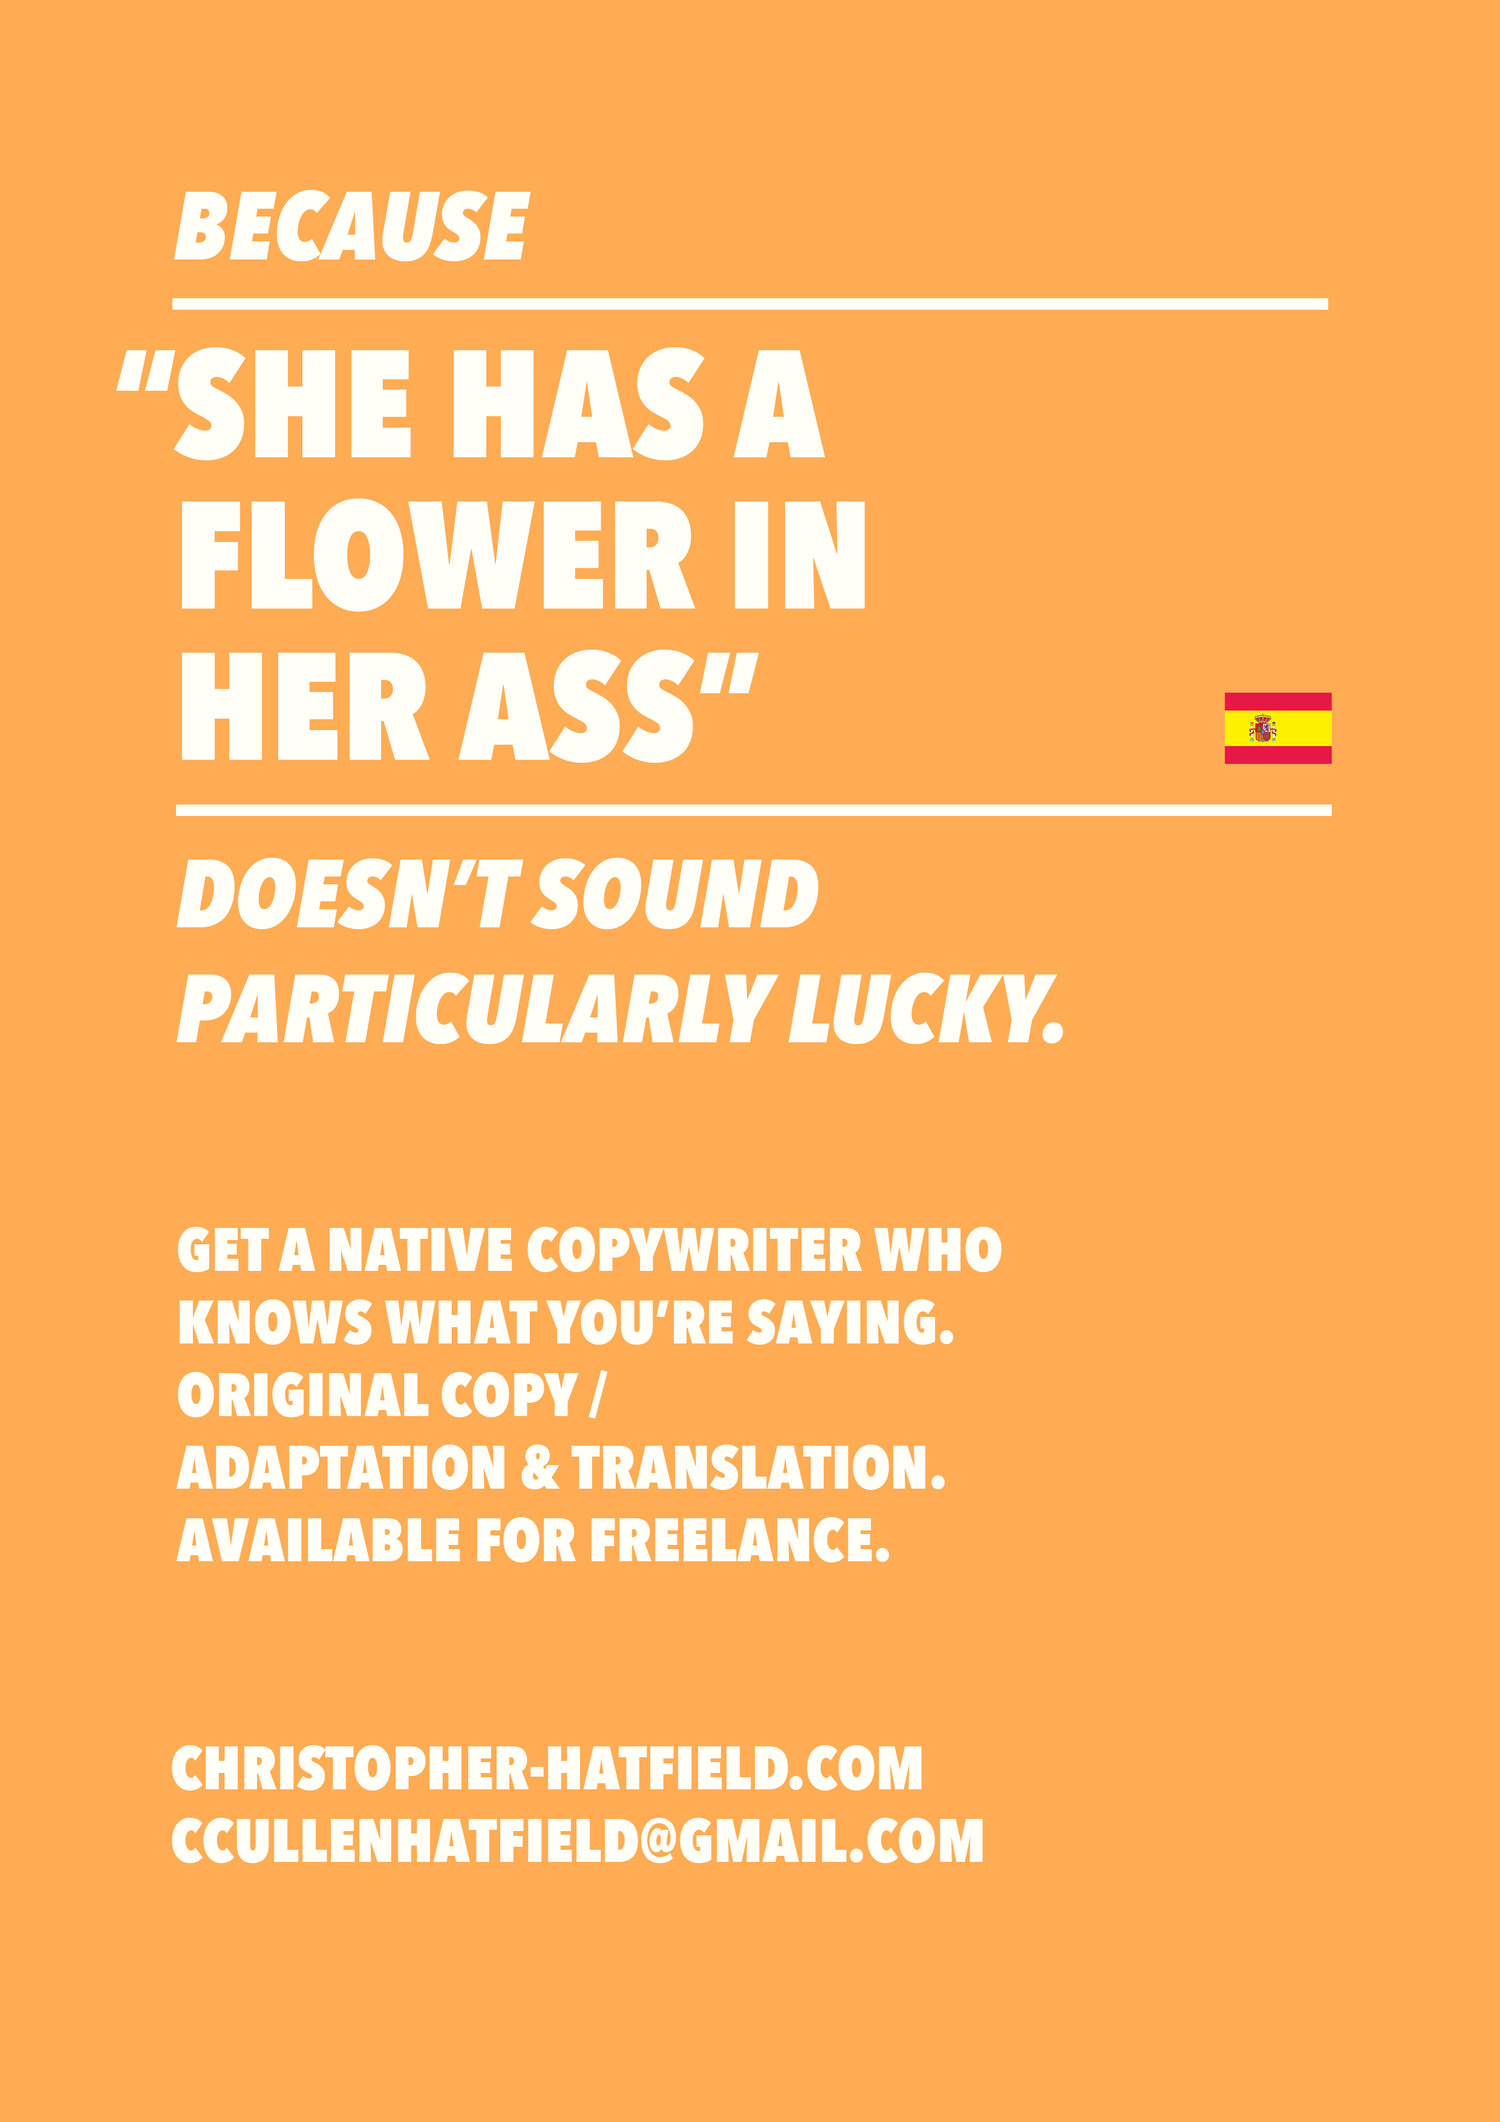 BECAUSE
"SHE HAS A
FLOWER IN
HER ASS"
DOESN'T SOUND
PARTICULARLY LUCKY.
GET A NATIVE COPYWRITER WHO
KNOWS WHAT YOU'RE SAYING.
ORIGINAL COPY /
ADAPTATION & TRANSLATION.
AVAILABLE FOR FREELANCE.
CHRISTOPHER-HATFIELD.COM
CCULLENHATFIELD@GMAIL.COM